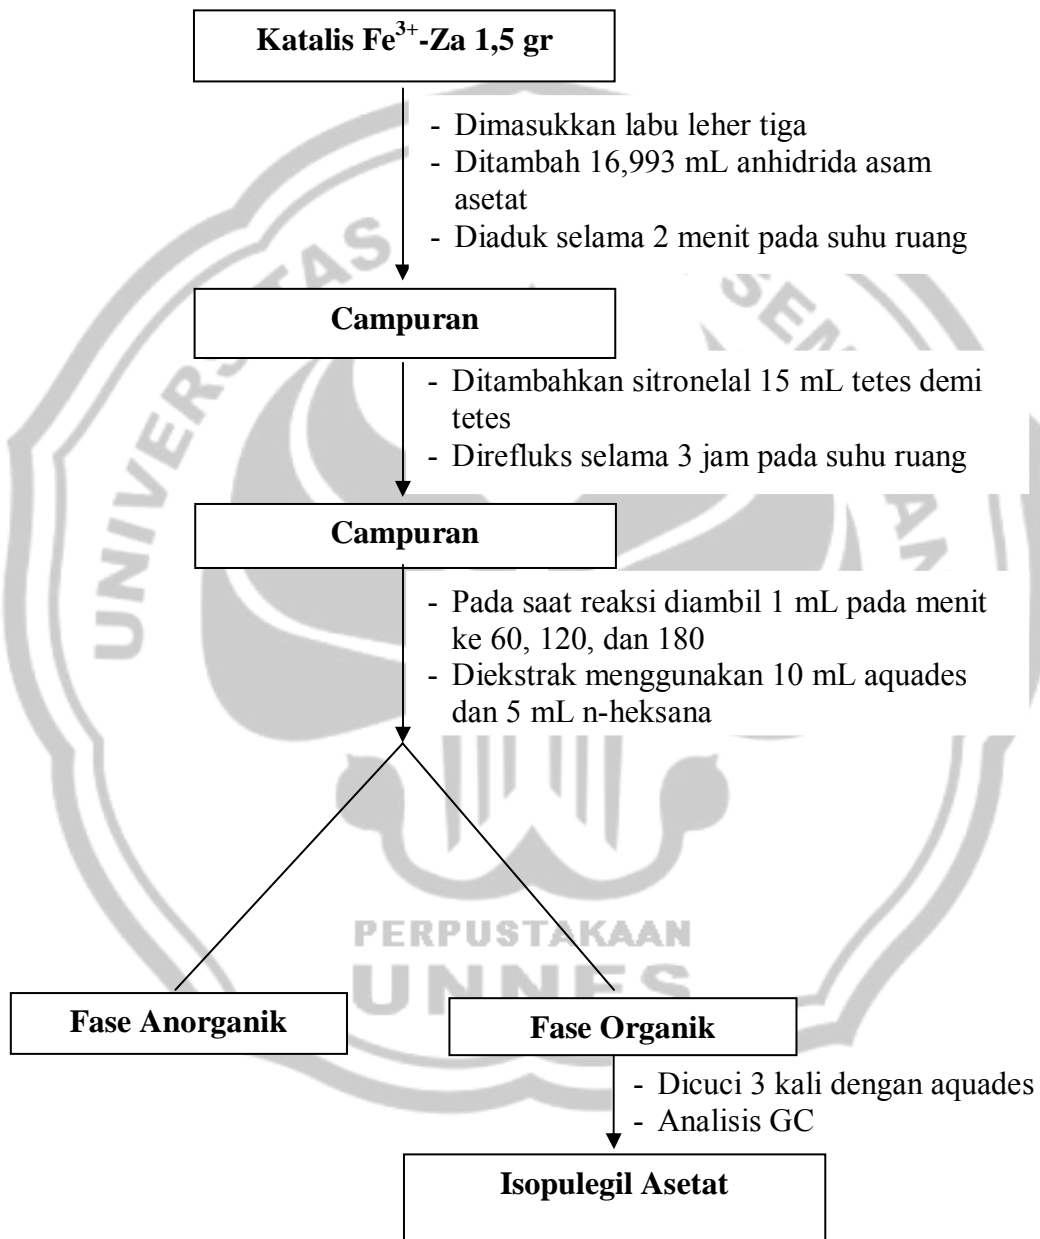 Katalis Fe³⁺-Za 1,5 gr
- Dimasukkan labu leher tiga
- Ditambah 16,993 mL anhidrida asam
asetat
- Diaduk selama 2 menit pada suhu ruang
Campuran
- Ditambahkan sitronelal 15 mL tetes demi
tetes
- Direfluks selama 3 jam pada suhu ruang
Campuran
- Pada saat reaksi diambil 1 mL pada menit
ke 60, 120, dan 180
- Diekstrak menggunakan 10 mL aquades
dan 5 mL n-heksana
PERPUSTAKAAN
UNNES
Fase Anorganik
Fase Organik
- Dicuci 3 kali dengan aquades
- Analisis GC
Isopulegil Asetat